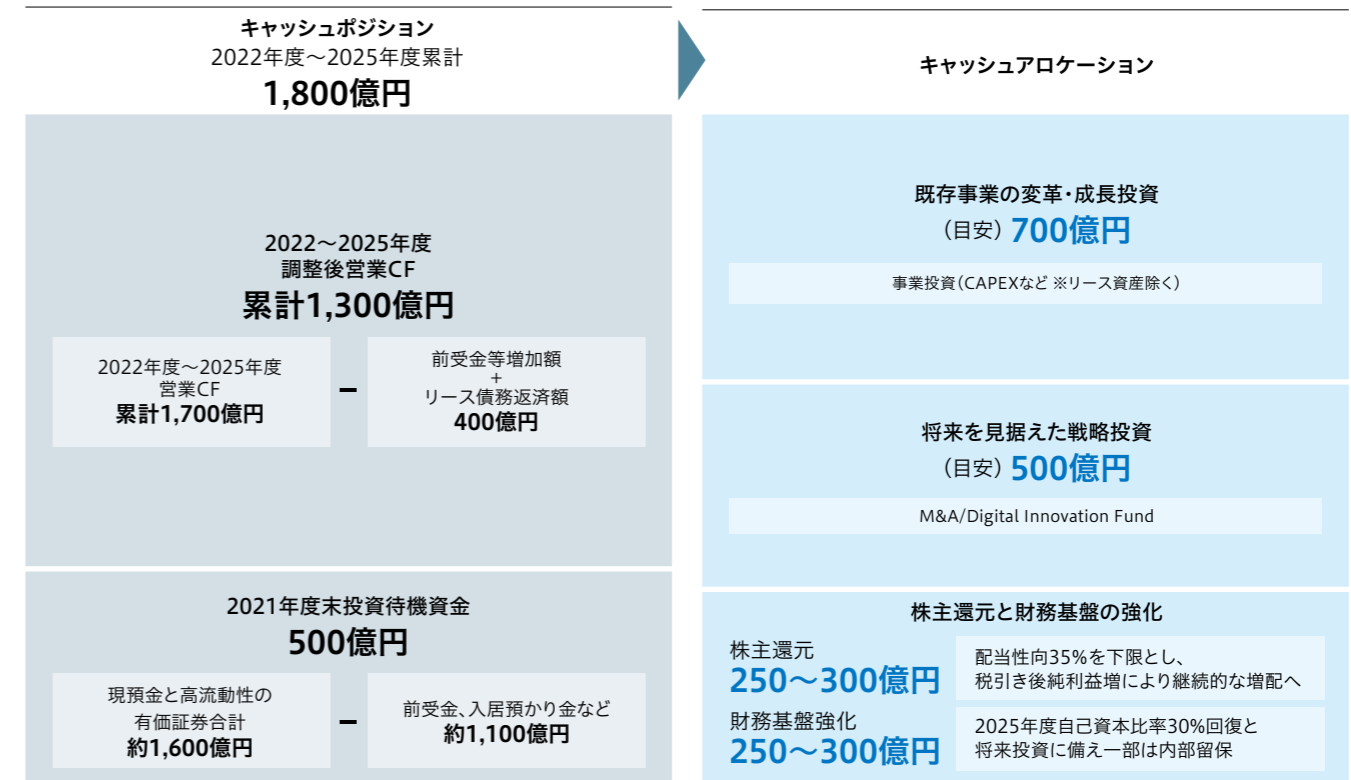 キャッシュポジション
2022年度～2025年度累計
1,800億円
2022～2025年度
調整後営業CF
累計1,300億円
2022年度～2025年度
営業CF
累計1,700億円
－
前受金等増加額
+
リース債務返済額
400億円
2021年度末投資待機資金
500億円
現預金と高流動性の
有価証券合計
約1,600億円
－
前受金、入居預かり金など
約1,100億円
キャッシュアロケーション
既存事業の変革・成長投資
（目安）700億円
事業投資（CAPEXなど ※リース資産除く）
将来を見据えた戦略投資
（目安）500億円
M&A/Digital Innovation Fund
株主還元と財務基盤の強化
株主還元
250～300億円
配当性向35%を下限とし、
税引き後純利益増により継続的な増配へ
財務基盤強化
250～300億円
2025年度自己資本比率30%回復と
将来投資に備え一部は内部留保